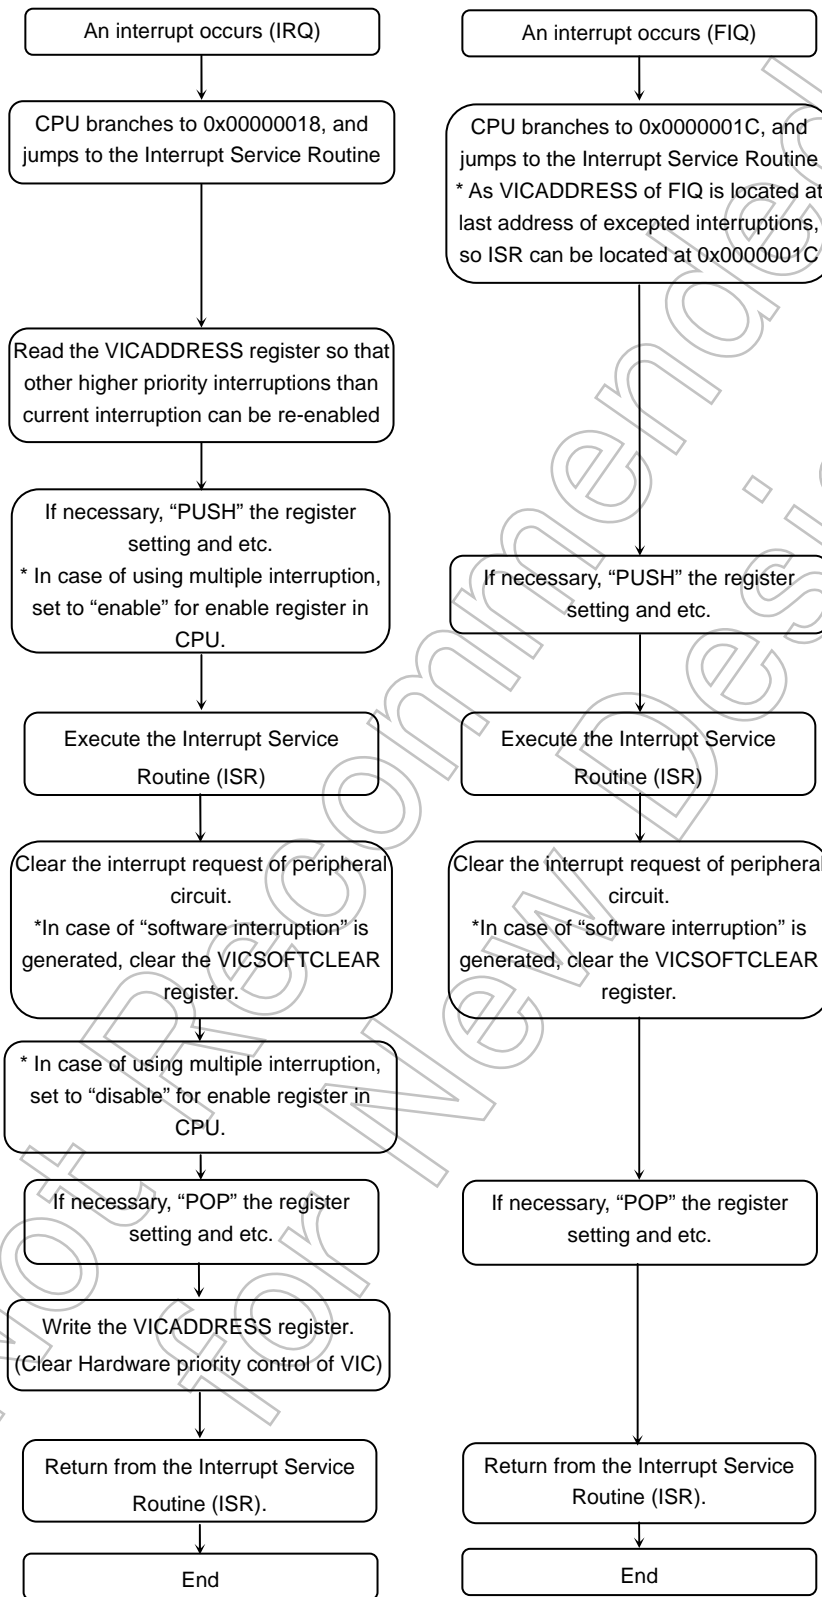 An interrupt occurs (IRQ)
CPU branches to 0x00000018, and
jumps to the Interrupt Service Routine
Read the VICADDRESS register so that
other higher priority interruptions than
current interruption can be re-enabled
If necessary, “PUSH” the register
setting and etc.
* In case of using multiple interruption,
set to “enable” for enable register in
CPU.
Execute the Interrupt Service
Routine (ISR)
Clear the interrupt request of peripheral
circuit.
*In case of “software interruption” is
generated, clear the VICSOFTCLEAR
register.
* In case of using multiple interruption,
set to “disable” for enable register in
CPU.
If necessary, “POP” the register
setting and etc.
Write the VICADDRESS register.
(Clear Hardware priority control of VIC)
Return from the Interrupt Service
Routine (ISR).
End
An interrupt occurs (FIQ)
CPU branches to 0x0000001C, and
jumps to the Interrupt Service Routine
* As VICADDRESS of FIQ is located at
last address of excepted interruptions,
so ISR can be located at 0x0000001C
If necessary, “PUSH” the register
setting and etc.
Execute the Interrupt Service
Routine (ISR)
Clear the interrupt request of peripheral
circuit.
*In case of “software interruption” is
generated, clear the VICSOFTCLEAR
register.
If necessary, “POP” the register
setting and etc.
Return from the Interrupt Service
Routine (ISR).
End
Not Recommended
for New Desi